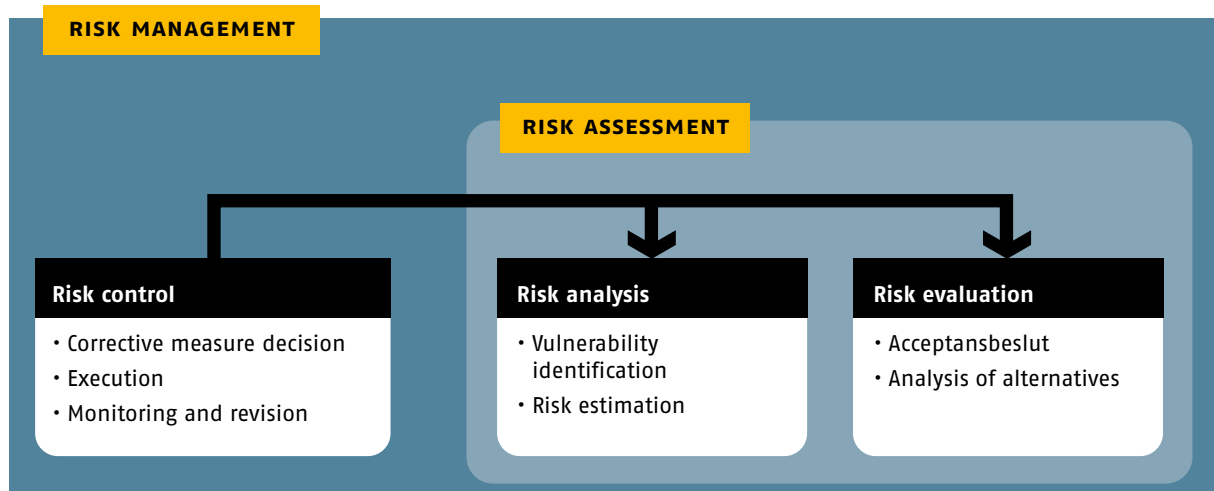 RISK MANAGEMENT
RISK ASSESSMENT
Risk control
· Corrective measure decision
· Execution
· Monitoring and revision
Risk analysis
· Vulnerability
identification
· Risk estimation
Risk evaluation
· Acceptansbeslut
· Analysis of alternatives